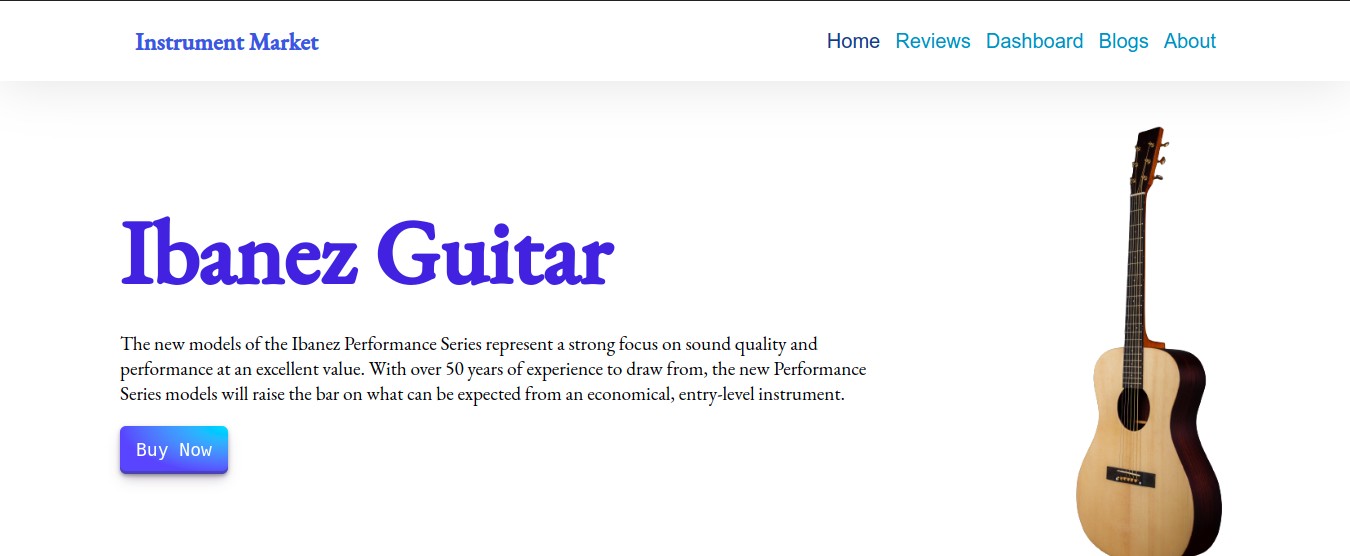 Instrument Market
Home Reviews Dashboard Blogs About
Ibanez Guitar
The new models of the Ibanez Performance Series represent a strong focus on sound quality and
performance at an excellent value. With over 50 years of experience to draw from, the new Performance
Series models will raise the bar on what can be expected from an economical, entry-level instrument.
Buy Now